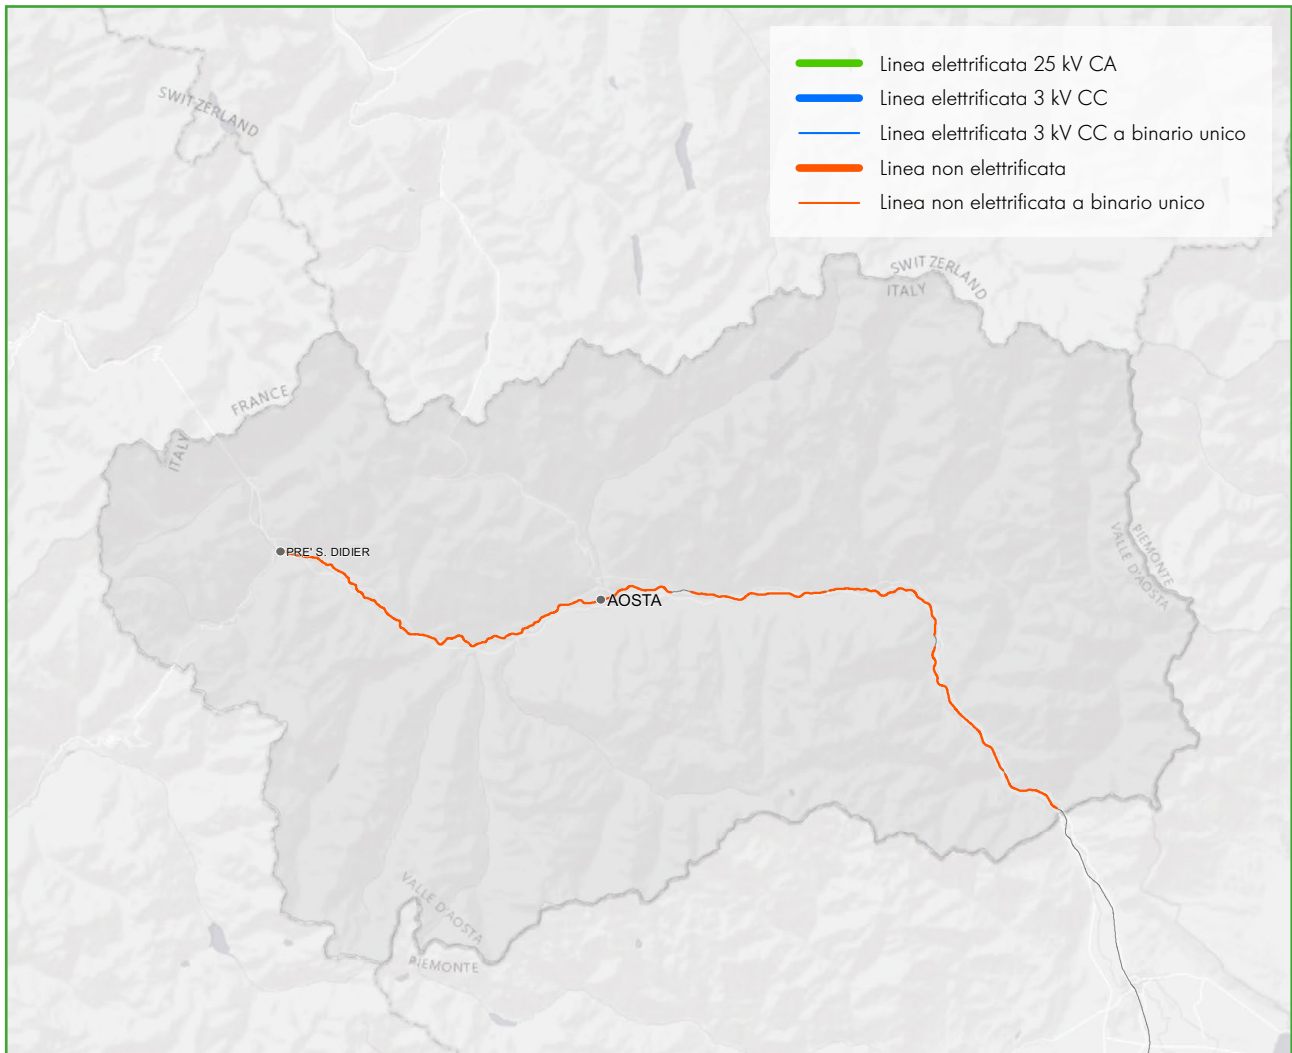 Linea elettrificata 25 kV CA
Linea elettrificata 3 kV CC
Linea elettrificata 3 kV CC a binario unico
Linea non elettrificata
Linea non elettrificata a binario unico
SWITZERLAND
SWITZERLAND
ITALY
FRANCE
ITALY
PIEMONTE
VALLE D'AOSTA
PRE' S. DIDIER
AOSTA
VALLE D'AOSTA
PIEMONTE